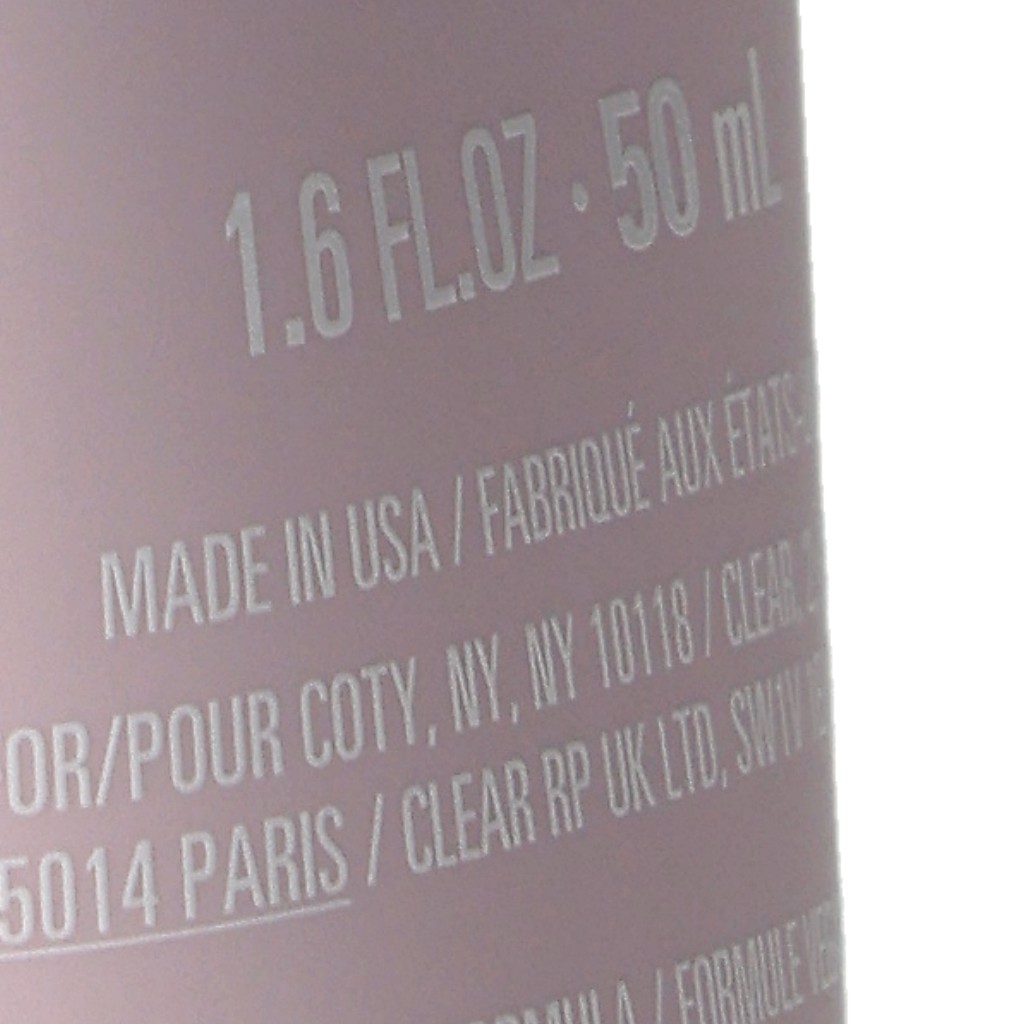 1.6 FL.OZ · 50 mL
MADE IN USA / FABRIQUÉ AUX ÉTATS-
OR/POUR COTY, NY, NY 10118 / CLEAR,
5014 PARIS / CLEAR RP UK LTD, SW1V
/ FORMULE